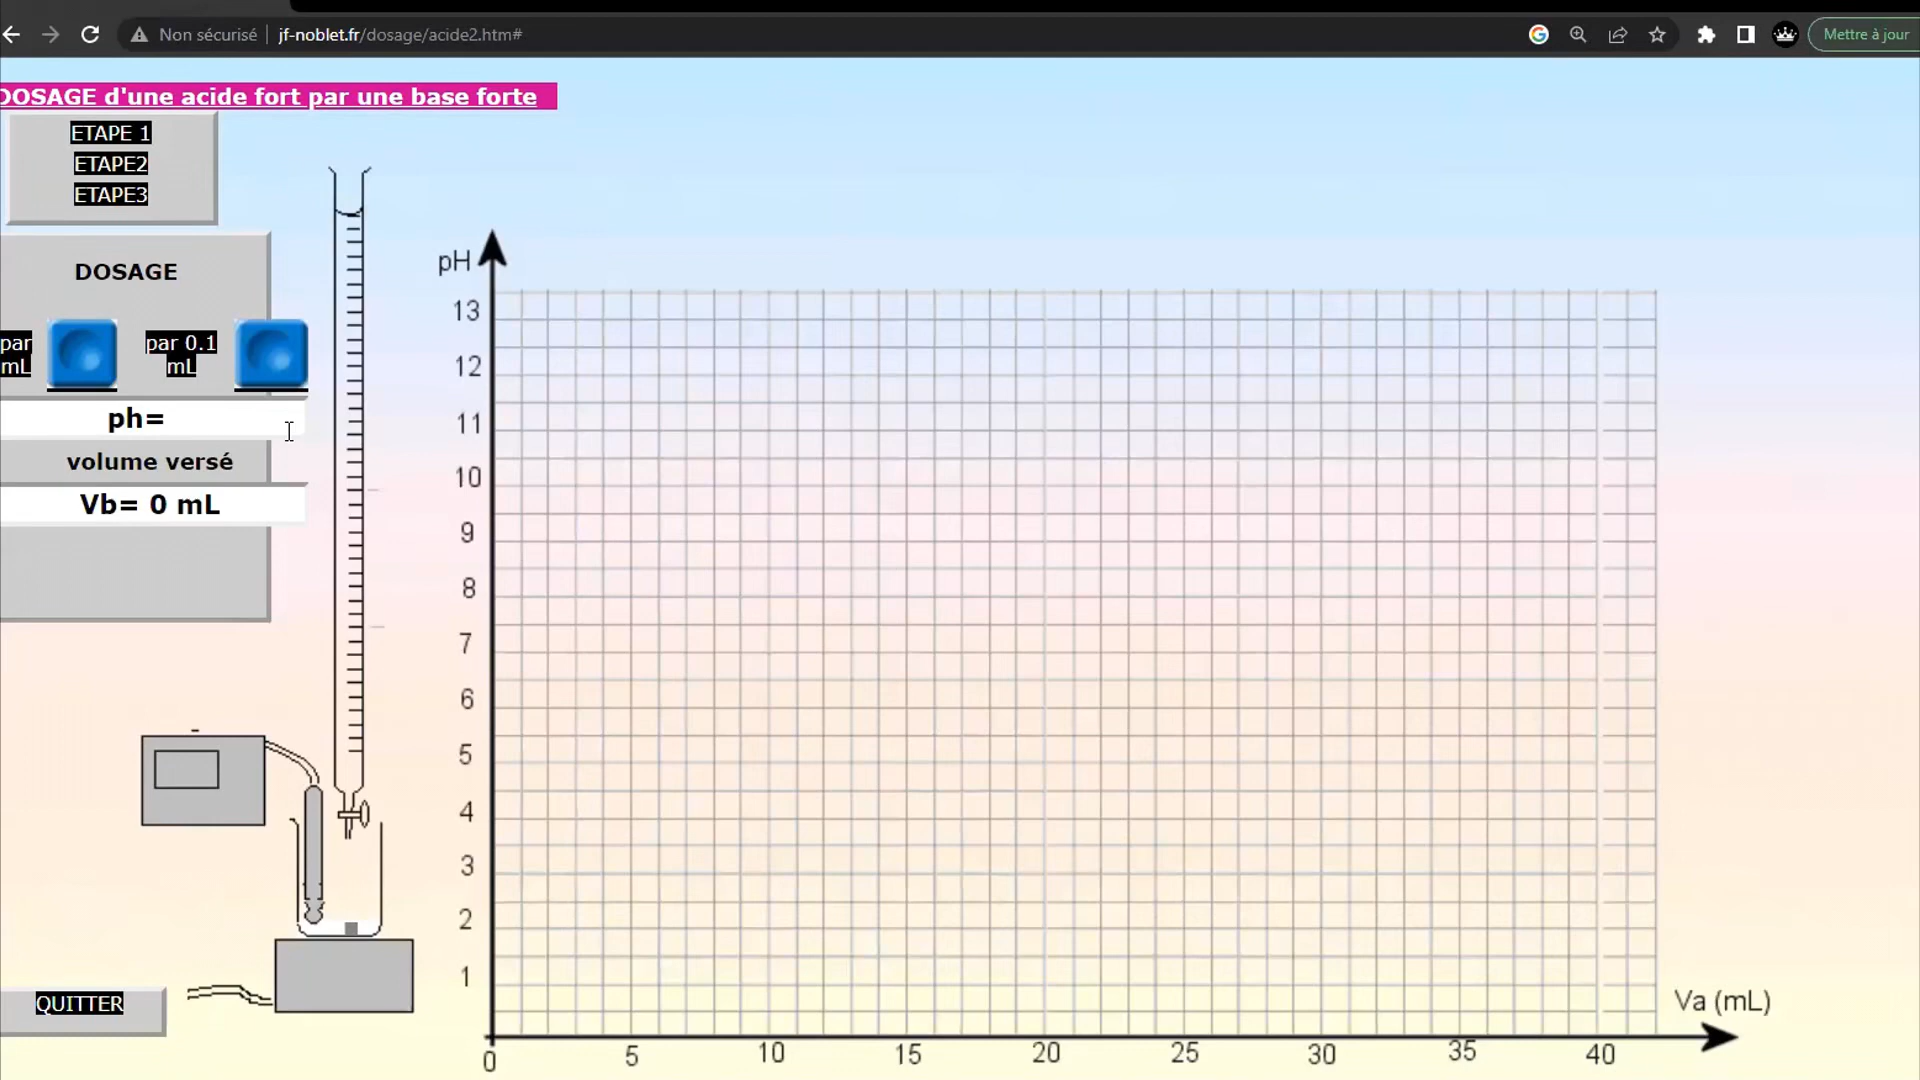 Non sécurisé jf-noblet.fr/dosage/acide2.htm# Mettre à jour
DOSAGE d'une acide fort par une base forte
ETAPE 1
ETAPE2
ETAPE3
DOSAGE
par
mL
par 0.1
mL
ph=
volume versé
Vb= 0 mL
QUITTER
pH
13
12
11
10
9
8
7
6
5
4
3
2
1
Va (mL)
0 5 10 15 20 25 30 35 40